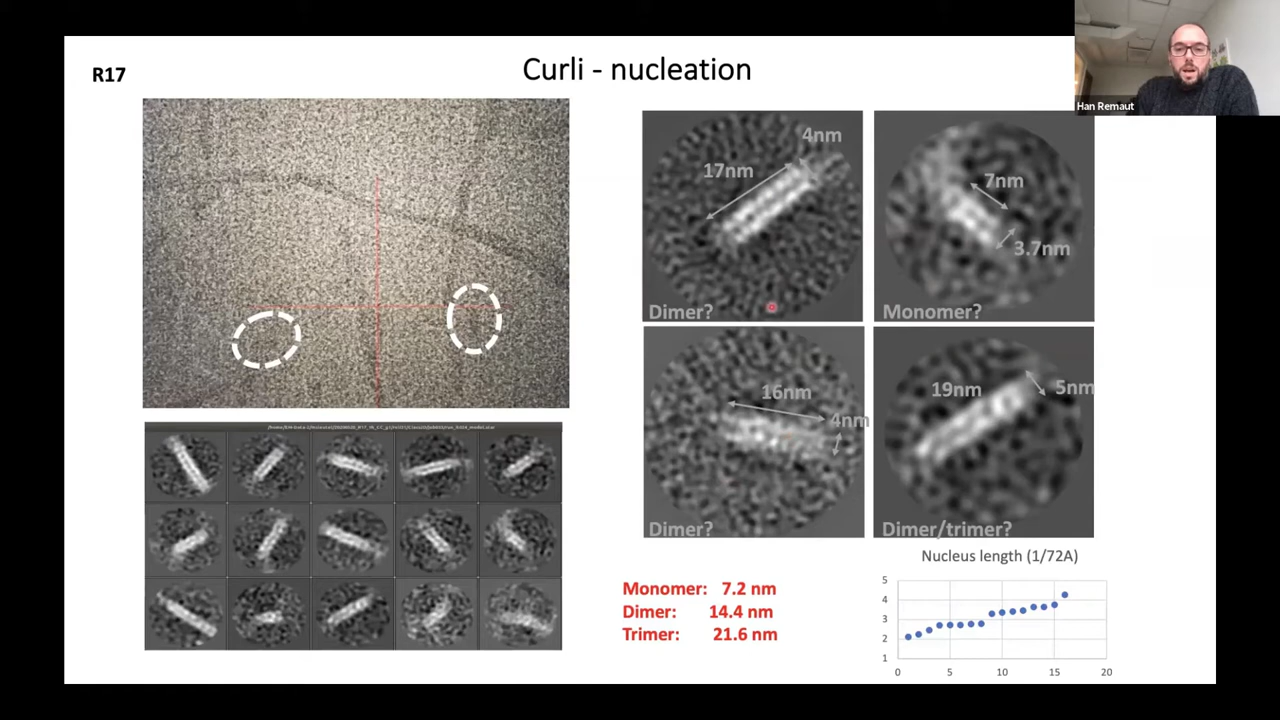 R17
Curli - nucleation
Han Remaut
4nm
17nm
Dimer?
7nm
3.7nm
Monomer?
16nm
4nm
Dimer?
19nm
5nm
Dimer/trimer?
Monomer: 7.2 nm
Dimer: 14.4 nm
Trimer: 21.6 nm
Nucleus length (1/72A)
5
4
3
2
1
0 5 10 15 20